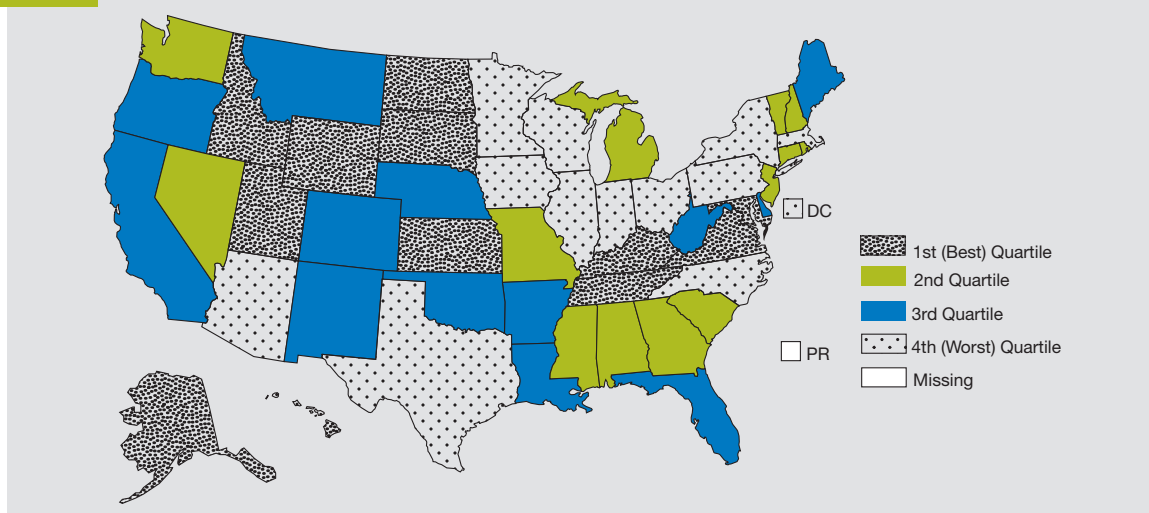 DC
1st (Best) Quartile
2nd Quartile
3rd Quartile
4th (Worst) Quartile
PR
Missing